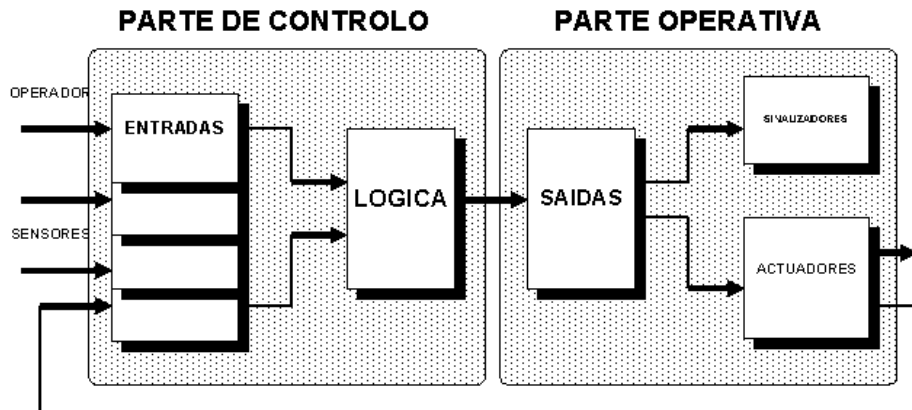 PARTE DE CONTROLO
PARTE OPERATIVA
OPERADOR
ENTRADAS
SENSORES
LOGICA
SAIDAS
SINALIZADORES
ACTUADORES